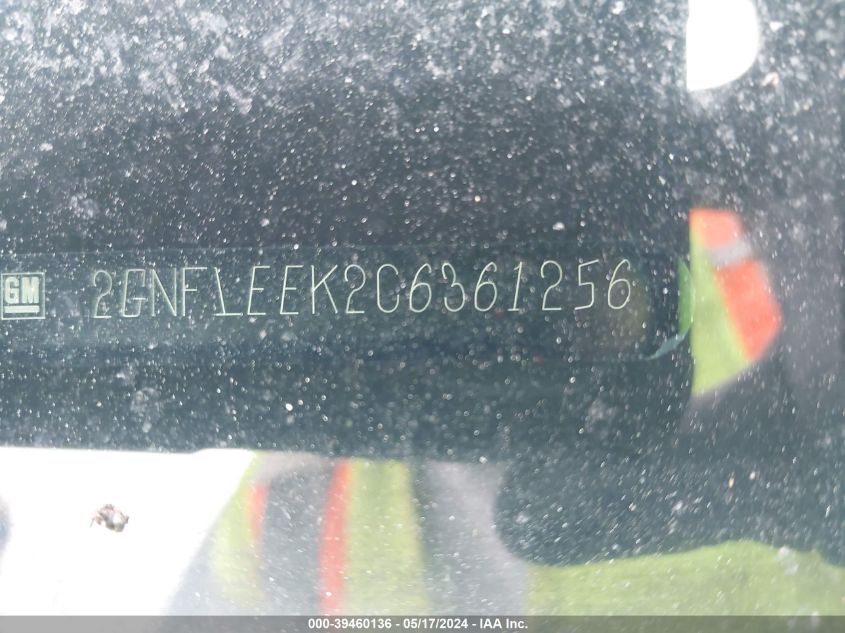 GM 2GNFLEEK2C6361256
000-39460136 - 05/17/2024 - IAA Inc.